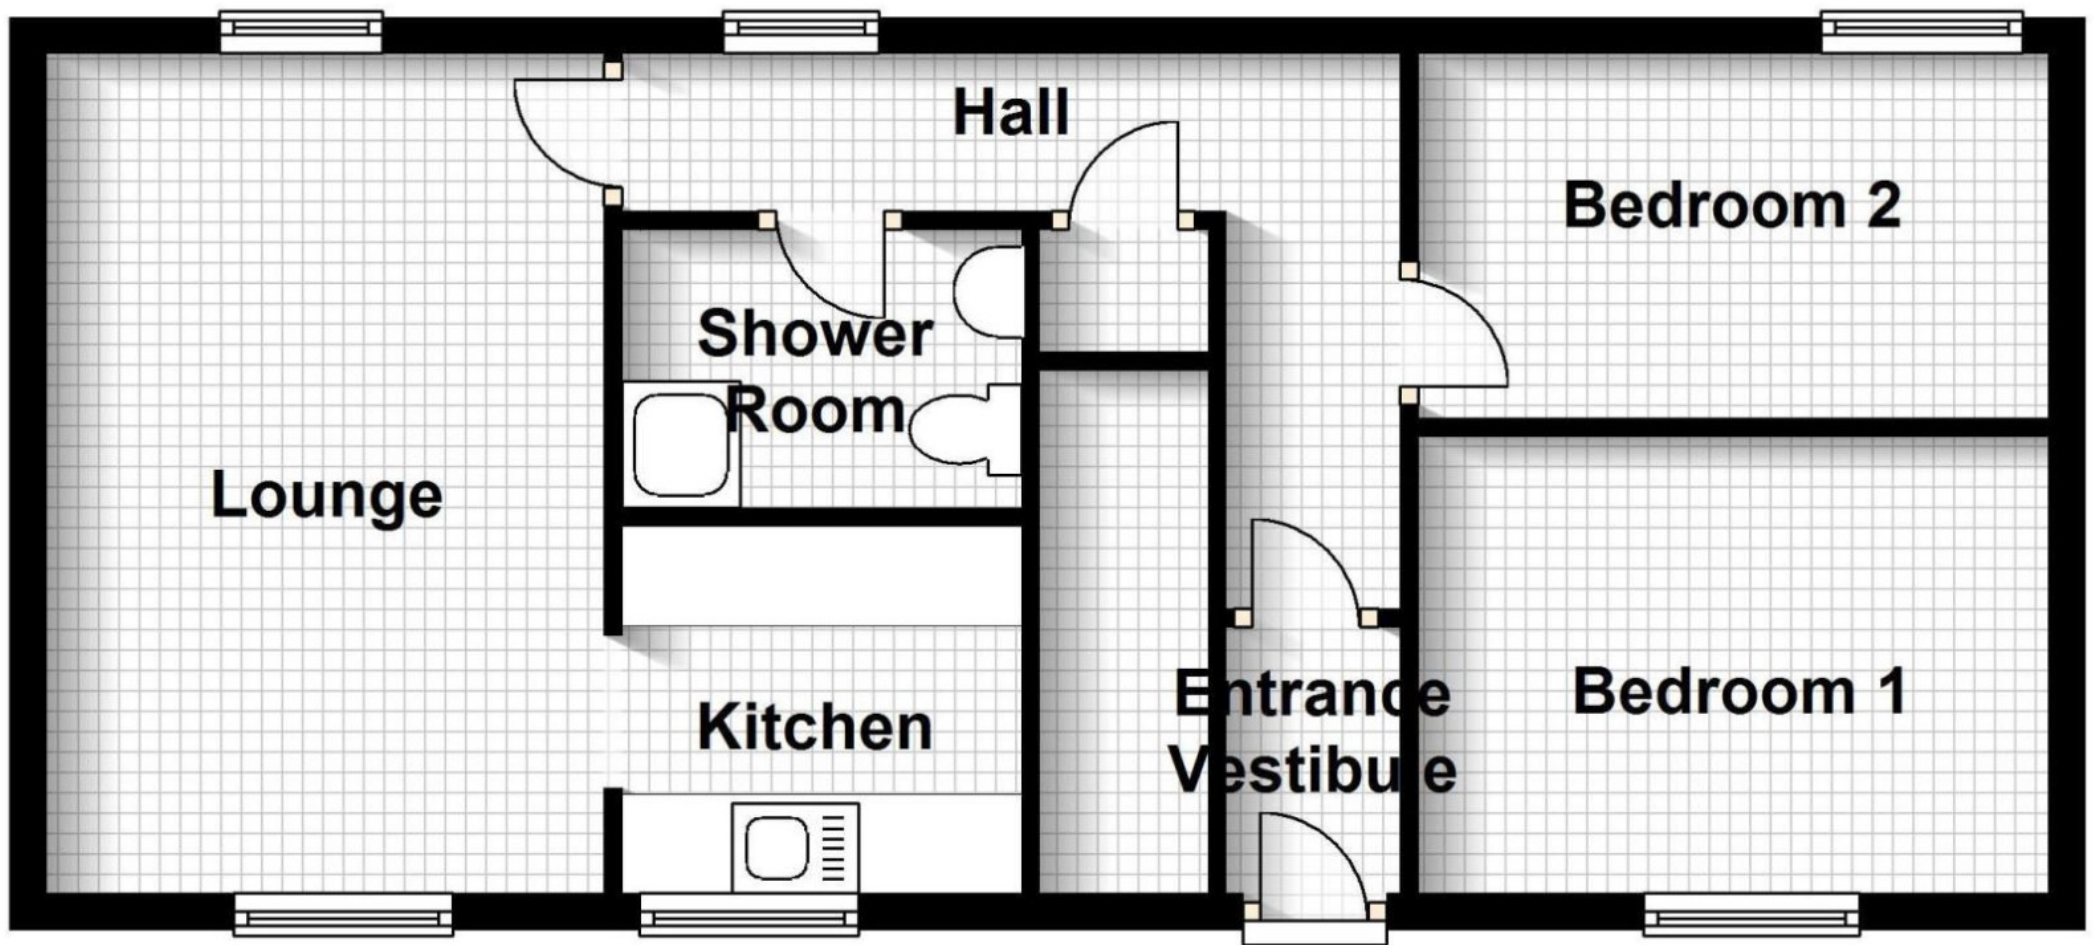 Hall
Bedroom 2
Shower
Room
Lounge
Kitchen
Entrance
Vestibule
Bedroom 1